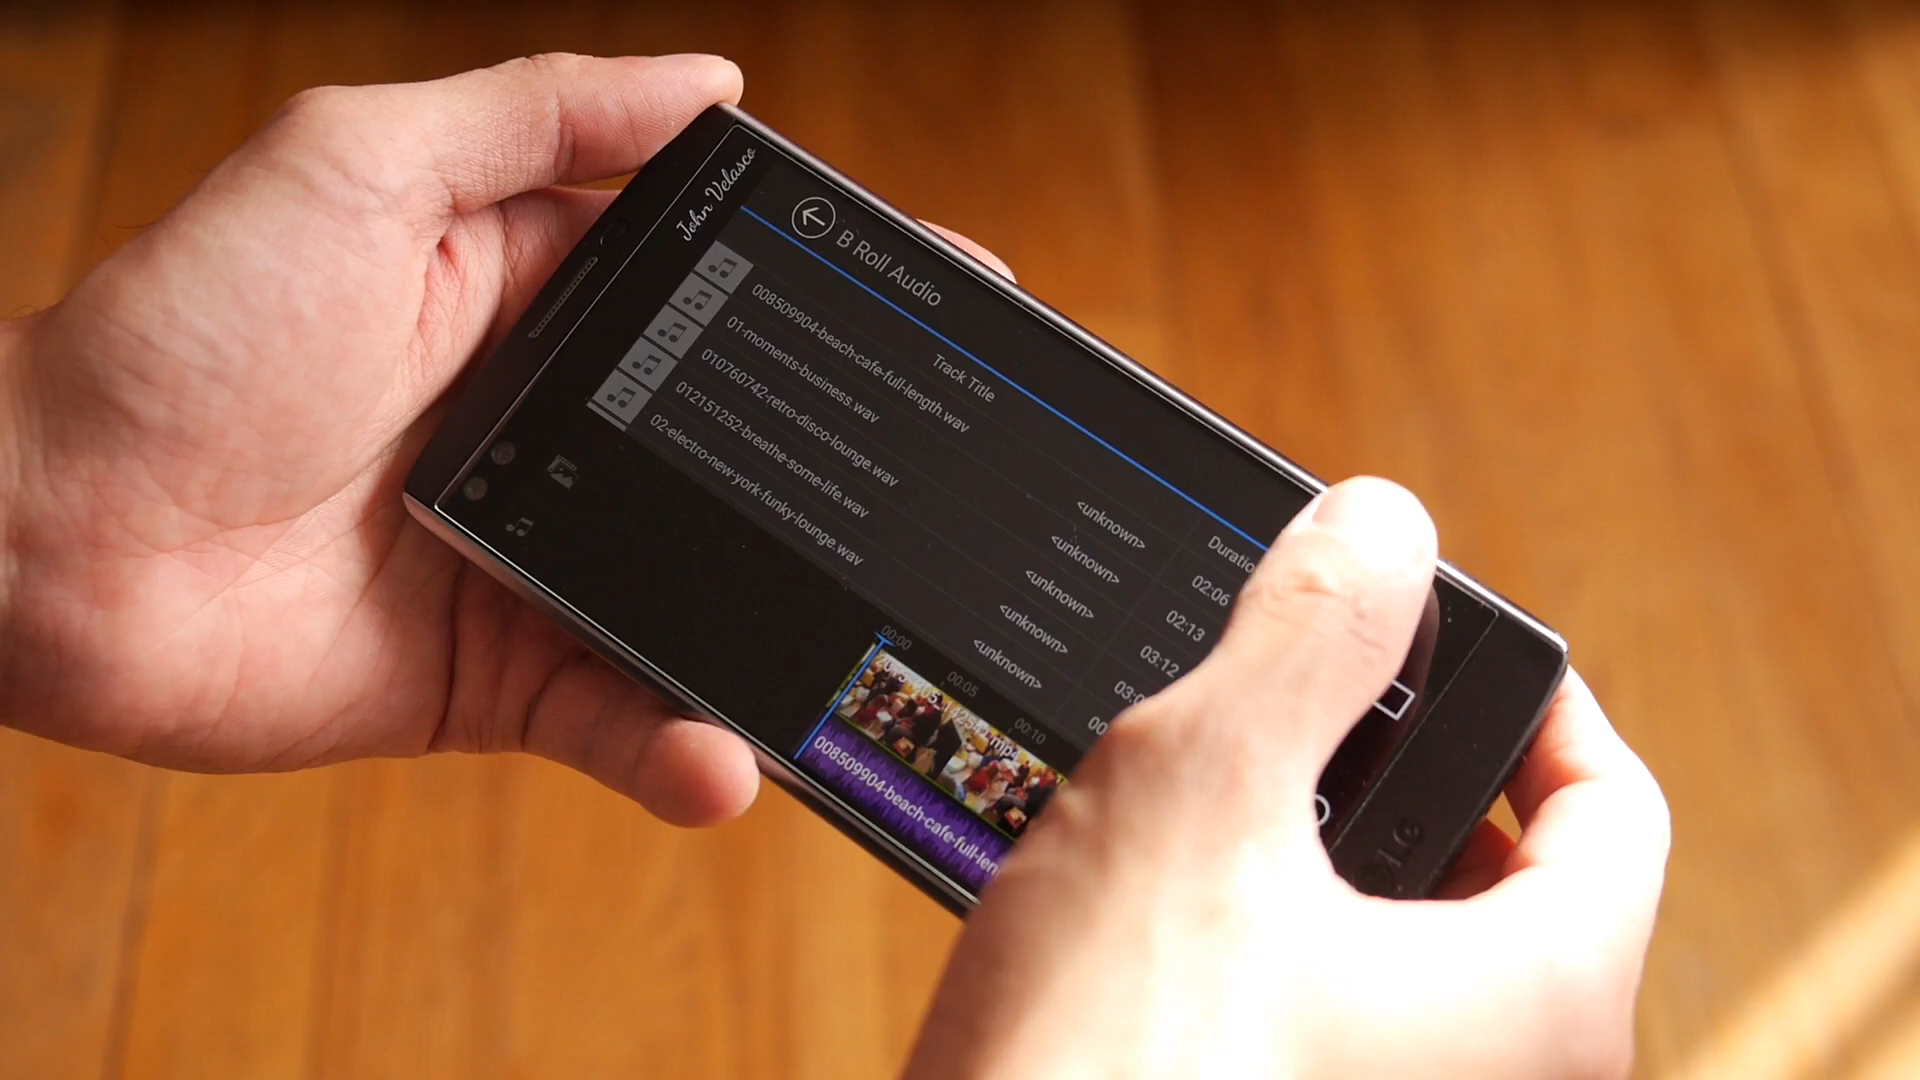 John Velasco
B Roll Audio
Track Title
008509904-beach-cafe-full-length.wav <unknown> 02:06
01-moments-business.wav <unknown> 02:13
010760742-retro-disco-lounge.wav <unknown> 03:12
012151252-breathe-some-life.wav <unknown>
02-electro-new-york-funky-lounge.wav <unknown>
00:00 00:05 00:10
008509904-beach-cafe-full-len
LG